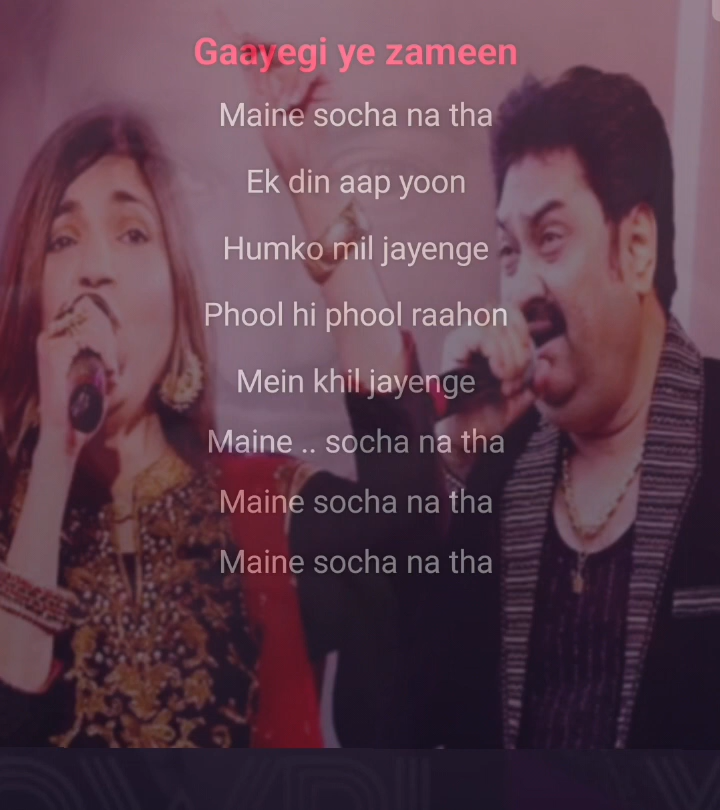 Gaayegi ye zameen
Maine socha na tha
Ek din aap yoon
Humko mil jayenge
Phool hi phool raahon
Mein khil jayenge
Maine .. socha na tha
Maine socha na tha
Maine socha na tha